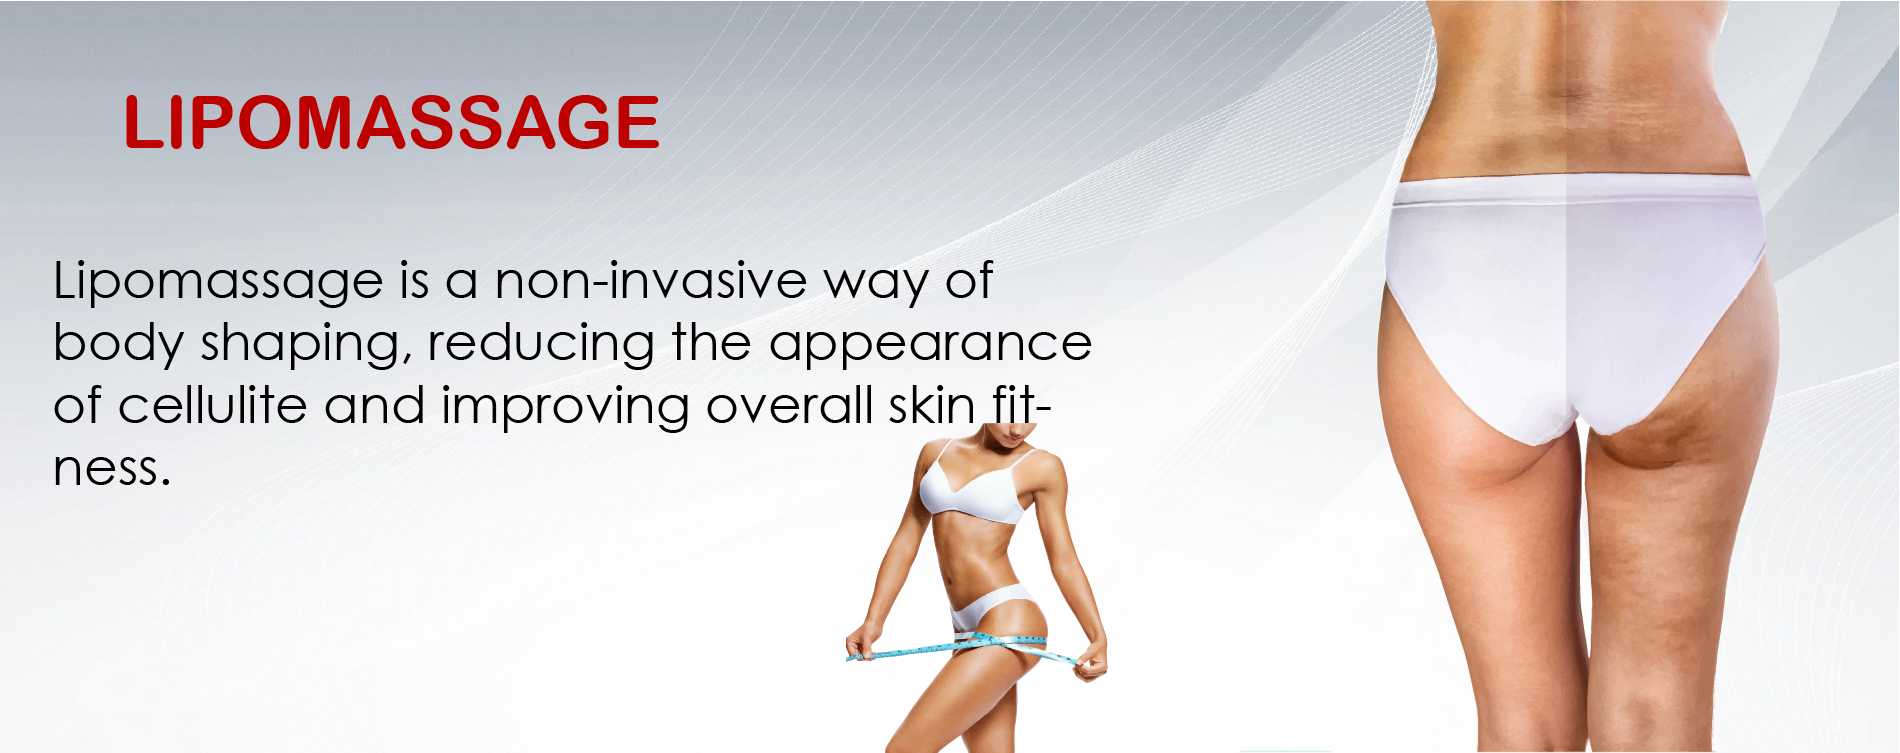 LIPOMASSAGE
Lipomassage is a non-invasive way of
body shaping, reducing the appearance
of cellulite and improving overall skin fit-
ness.